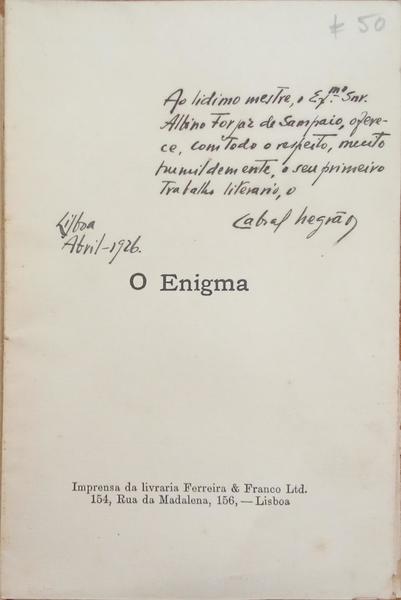 € 50
Ao lidimo mestre, o Ex.mo Snr.
Albino Forjaz de Sampaio, ofere-
ce, com todo o respeito, muito
humildemente, o seu primeiro
trabalho literario, o
Cabral Negrão
Lisboa
Abril-1926.
O Enigma
Imprensa da livraria Ferreira & Franco Ltd.
154, Rua da Madalena, 156, — Lisboa